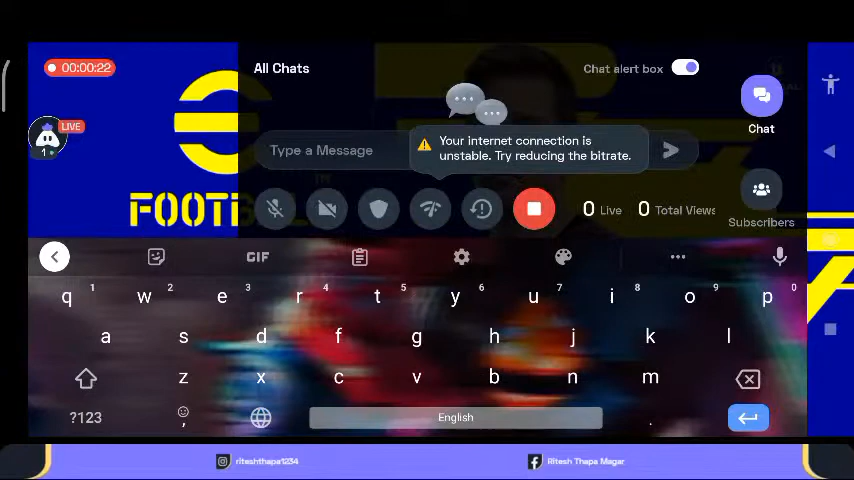 00:00:22
All Chats
Chat alert box
LIVE
1
Your internet connection is
unstable. Try reducing the bitrate.
Type a Message
Chat
FOOT
0 Live 0 Total Views
Subscribers
GIF
q 1 w 2 e 3 r 4 t 5 y 6 u 7 i 8 o 9 p 0
a s d f g h j k l
z x c v b n m
?123 , English .
riteshthapa1234
Ritesh Thapa Magar